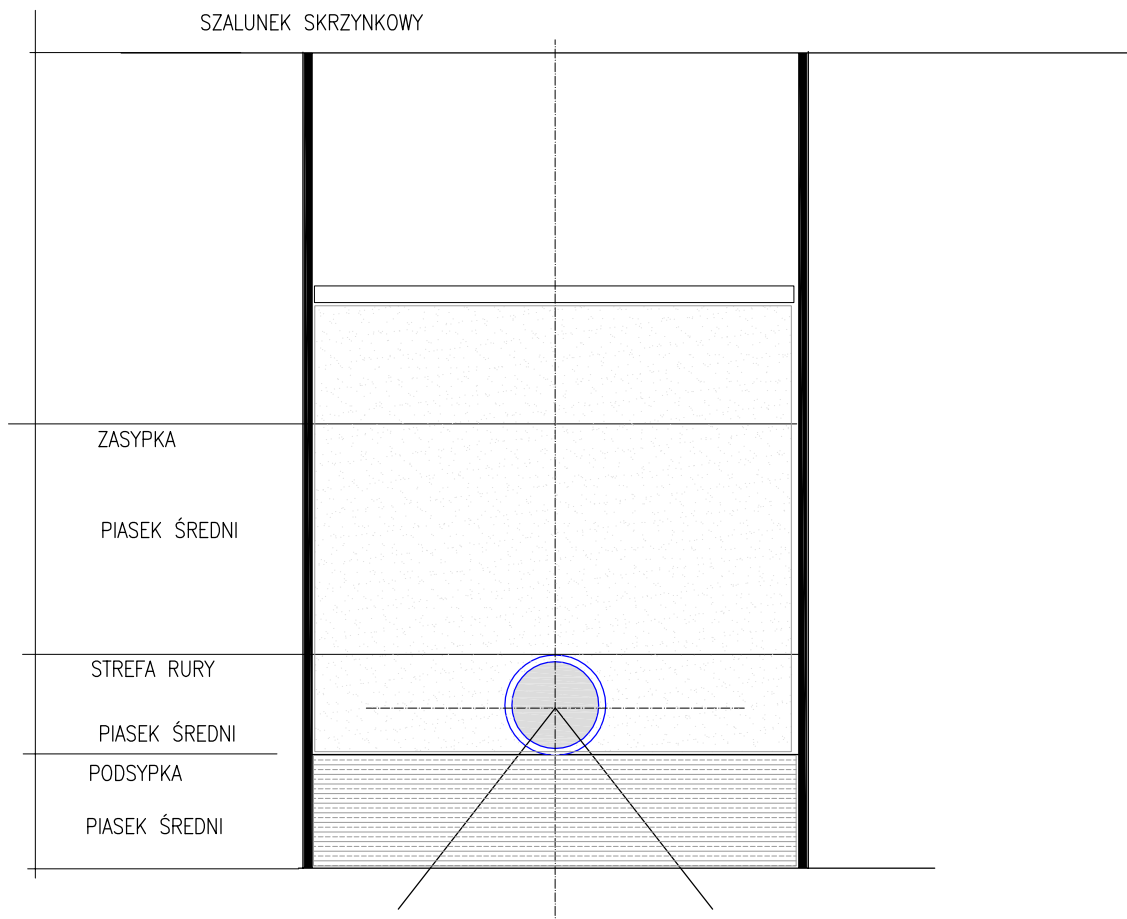 SZALUNEK SKRZYNKOWY
ZASYPKA
PIASEK ŚREDNI
STREFA RURY
PIASEK ŚREDNI
PODSYPKA
PIASEK ŚREDNI